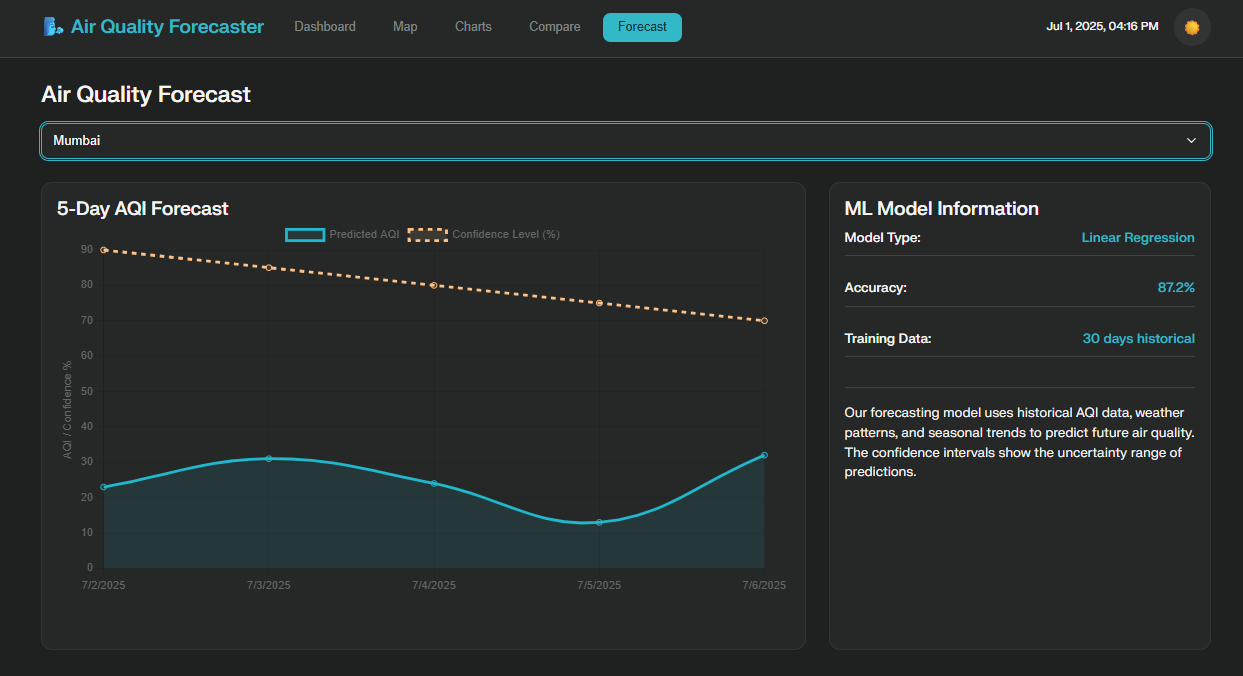 Air Quality Forecaster
Dashboard
Map
Charts
Compare
Forecast
Jul 1, 2025, 04:16 PM
Air Quality Forecast
Mumbai
5-Day AQI Forecast
Predicted AQI
Confidence Level (%)
AQI / Confidence %
90
80
70
60
50
40
30
20
10
0
7/2/2025
7/3/2025
7/4/2025
7/5/2025
7/6/2025
ML Model Information
Model Type: Linear Regression
Accuracy: 87.2%
Training Data: 30 days historical
Our forecasting model uses historical AQI data, weather
patterns, and seasonal trends to predict future air quality.
The confidence intervals show the uncertainty range of
predictions.